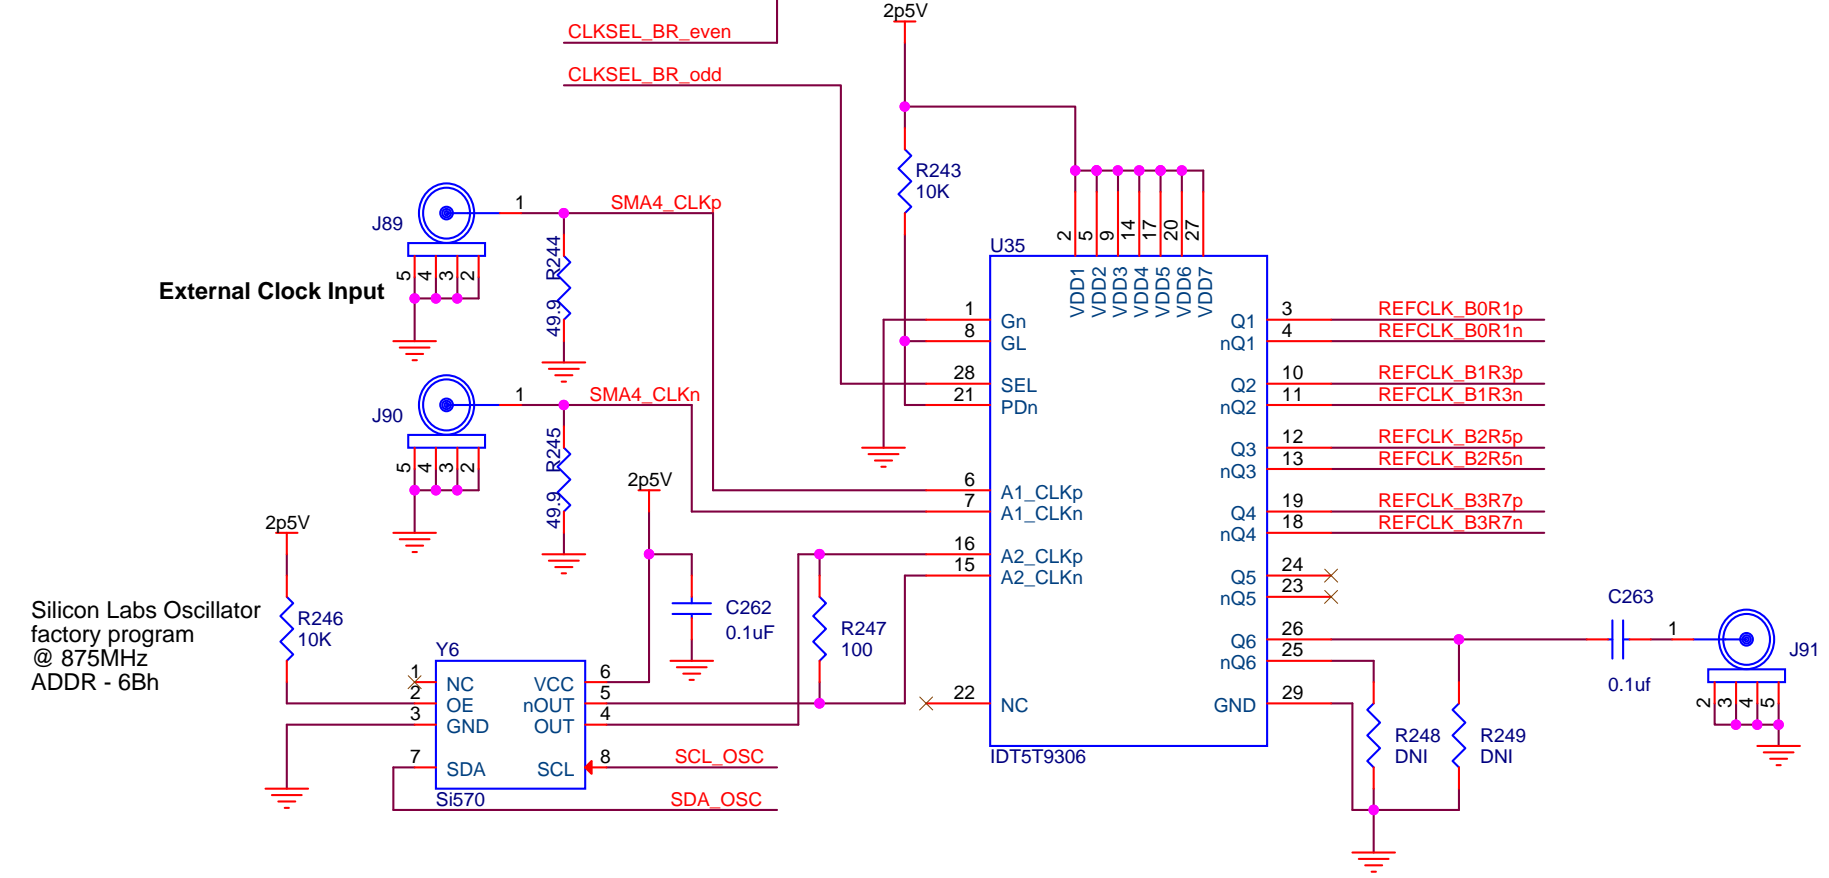 2p5V
CLKSEL_BR_even
CLKSEL_BR_odd
R243
10K
J89
1
SMA4_CLKp
5 4 3 2
R244
49.9
External Clock Input
J90
1
SMA4_CLKn
5 4 3 2
R245
49.9
2p5V
2p5V
Silicon Labs Oscillator
factory program
@ 875MHz
ADDR - 6Bh
R246
10K
C262
0.1uF
R247
100
Y6
1 NC
2 OE
3 GND
7 SDA
VCC 6
nOUT 5
OUT 4
SCL 8
Si570
SCL_OSC
SDA_OSC
U35
2 5 9 14 17 20 27
VDD1 VDD2 VDD3 VDD4 VDD5 VDD6 VDD7
1 Gn
8 GL
28 SEL
21 PDn
6 A1_CLKp
7 A1_CLKn
16 A2_CLKp
15 A2_CLKn
22 NC
Q1 3 REFCLK_B0R1p
nQ1 4 REFCLK_B0R1n
Q2 10 REFCLK_B1R3p
nQ2 11 REFCLK_B1R3n
Q3 12 REFCLK_B2R5p
nQ3 13 REFCLK_B2R5n
Q4 19 REFCLK_B3R7p
nQ4 18 REFCLK_B3R7n
Q5 24
nQ5 23
Q6 26
nQ6 25
GND 29
IDT5T9306
R248
DNI
R249
DNI
C263
0.1uf
1
J91
2 3 4 5